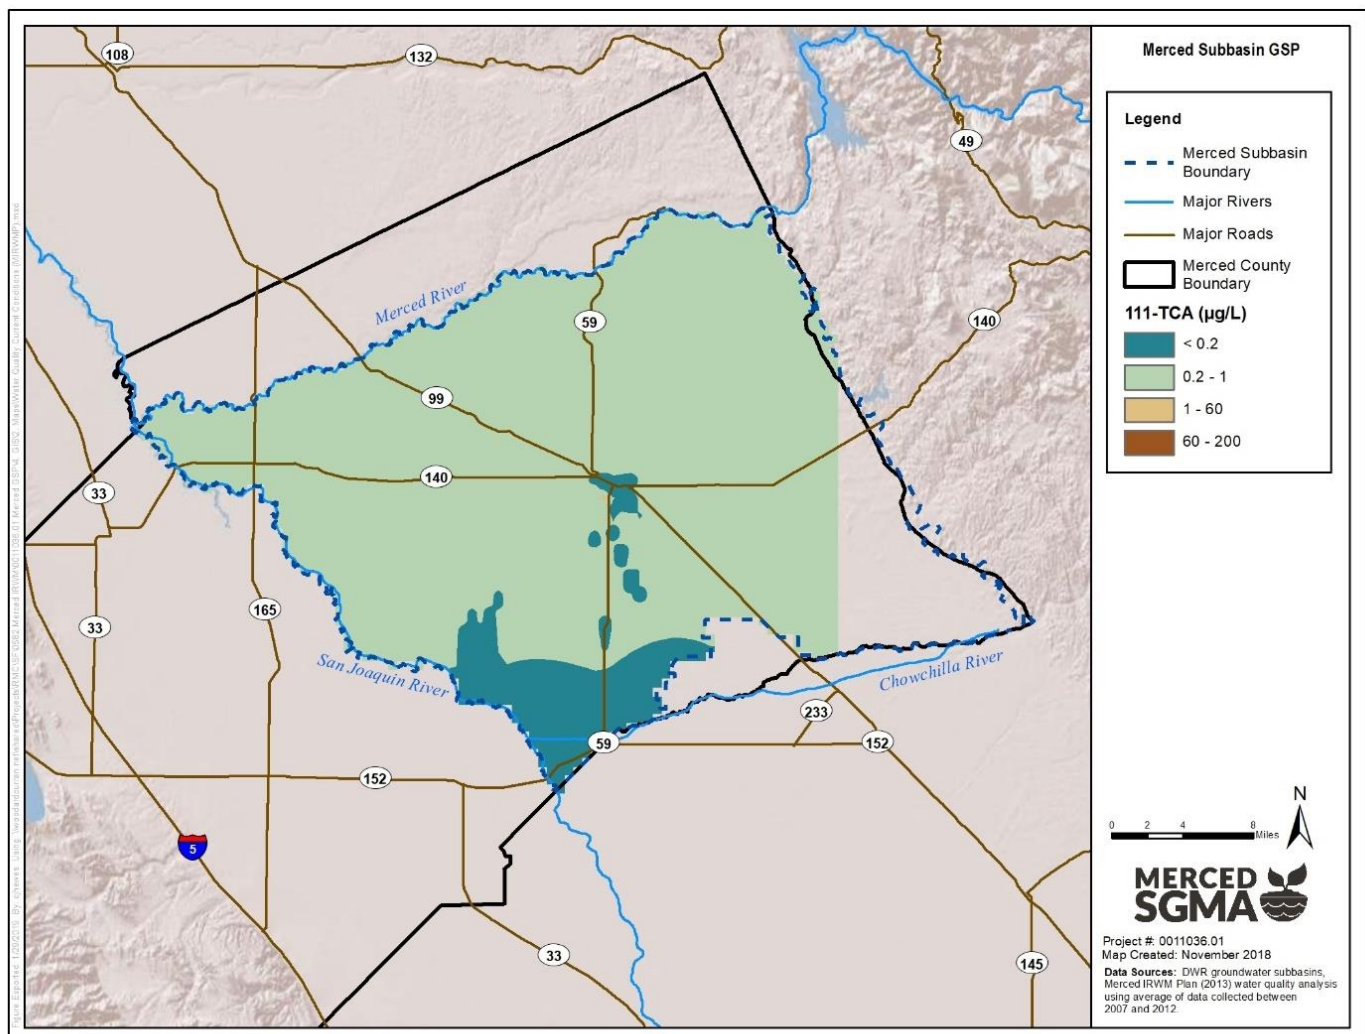 Merced Subbasin GSP
Legend
Merced Subbasin
Boundary
Major Rivers
Major Roads
Merced County
Boundary
111-TCA (µg/L)
< 0.2
0.2 - 1
1 - 60
60 - 200
108
132
49
Merced River
59
140
99
140
33
165
33
San Joaquin River
Chowchilla River
233
59
152
152
5
33
145
N
0 2 4 8
Miles
MERCED
SGMA
Project #: 0011036.01
Map Created: November 2018
Data Sources: DWR groundwater subbasins,
Merced IRWM Plan (2013) water quality analysis
using average of data collected between
2007 and 2012.